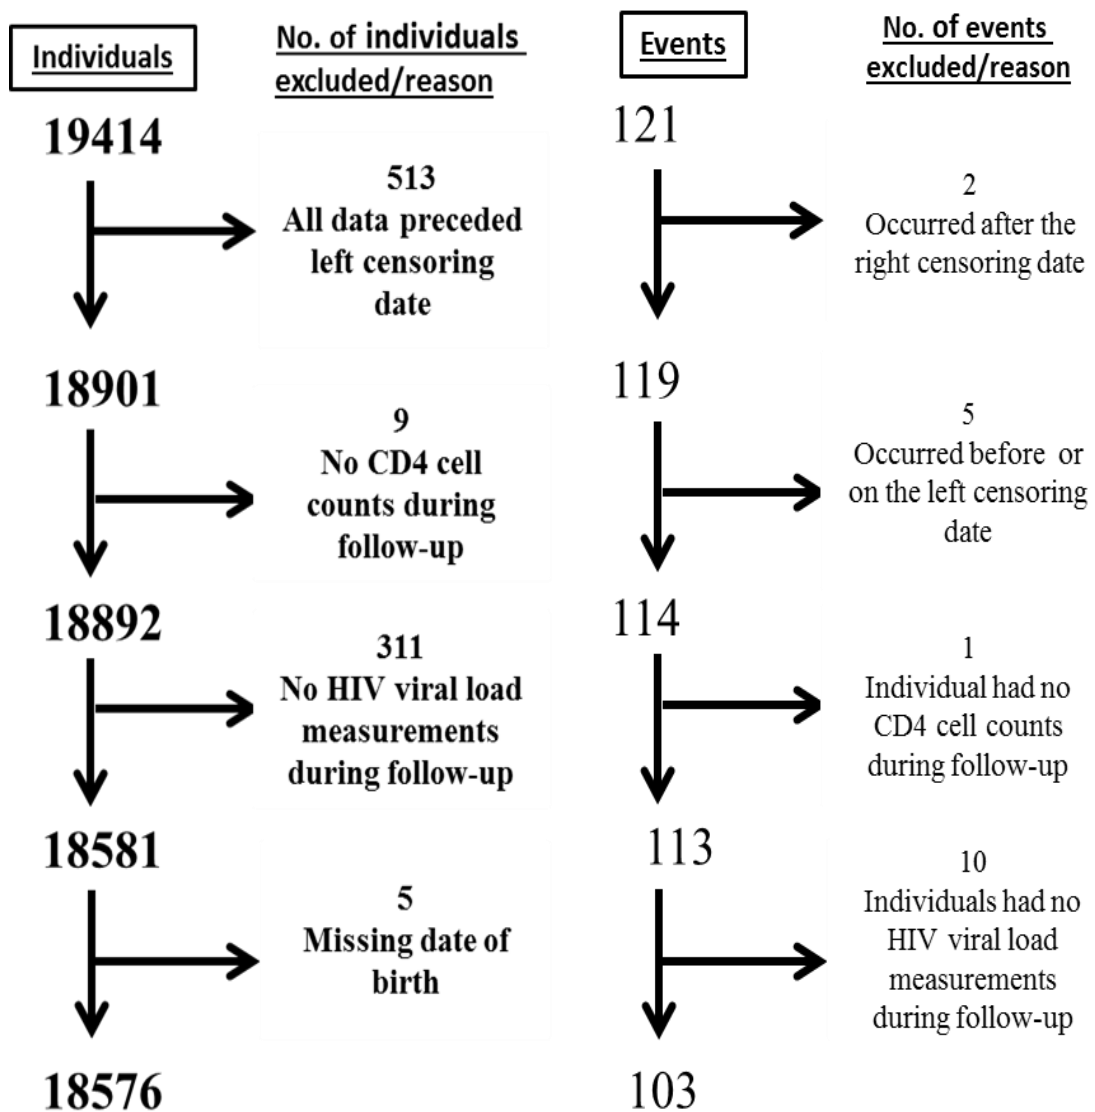 Individuals
No. of individuals
excluded/reason
19414
513
All data preceded
left censoring
date
18901
9
No CD4 cell
counts during
follow-up
18892
311
No HIV viral load
measurements
during follow-up
18581
5
Missing date of
birth
18576
Events
No. of events
excluded/reason
121
2
Occurred after the
right censoring date
119
5
Occurred before or
on the left censoring
date
114
1
Individual had no
CD4 cell counts
during follow-up
113
10
Individuals had no
HIV viral load
measurements
during follow-up
103